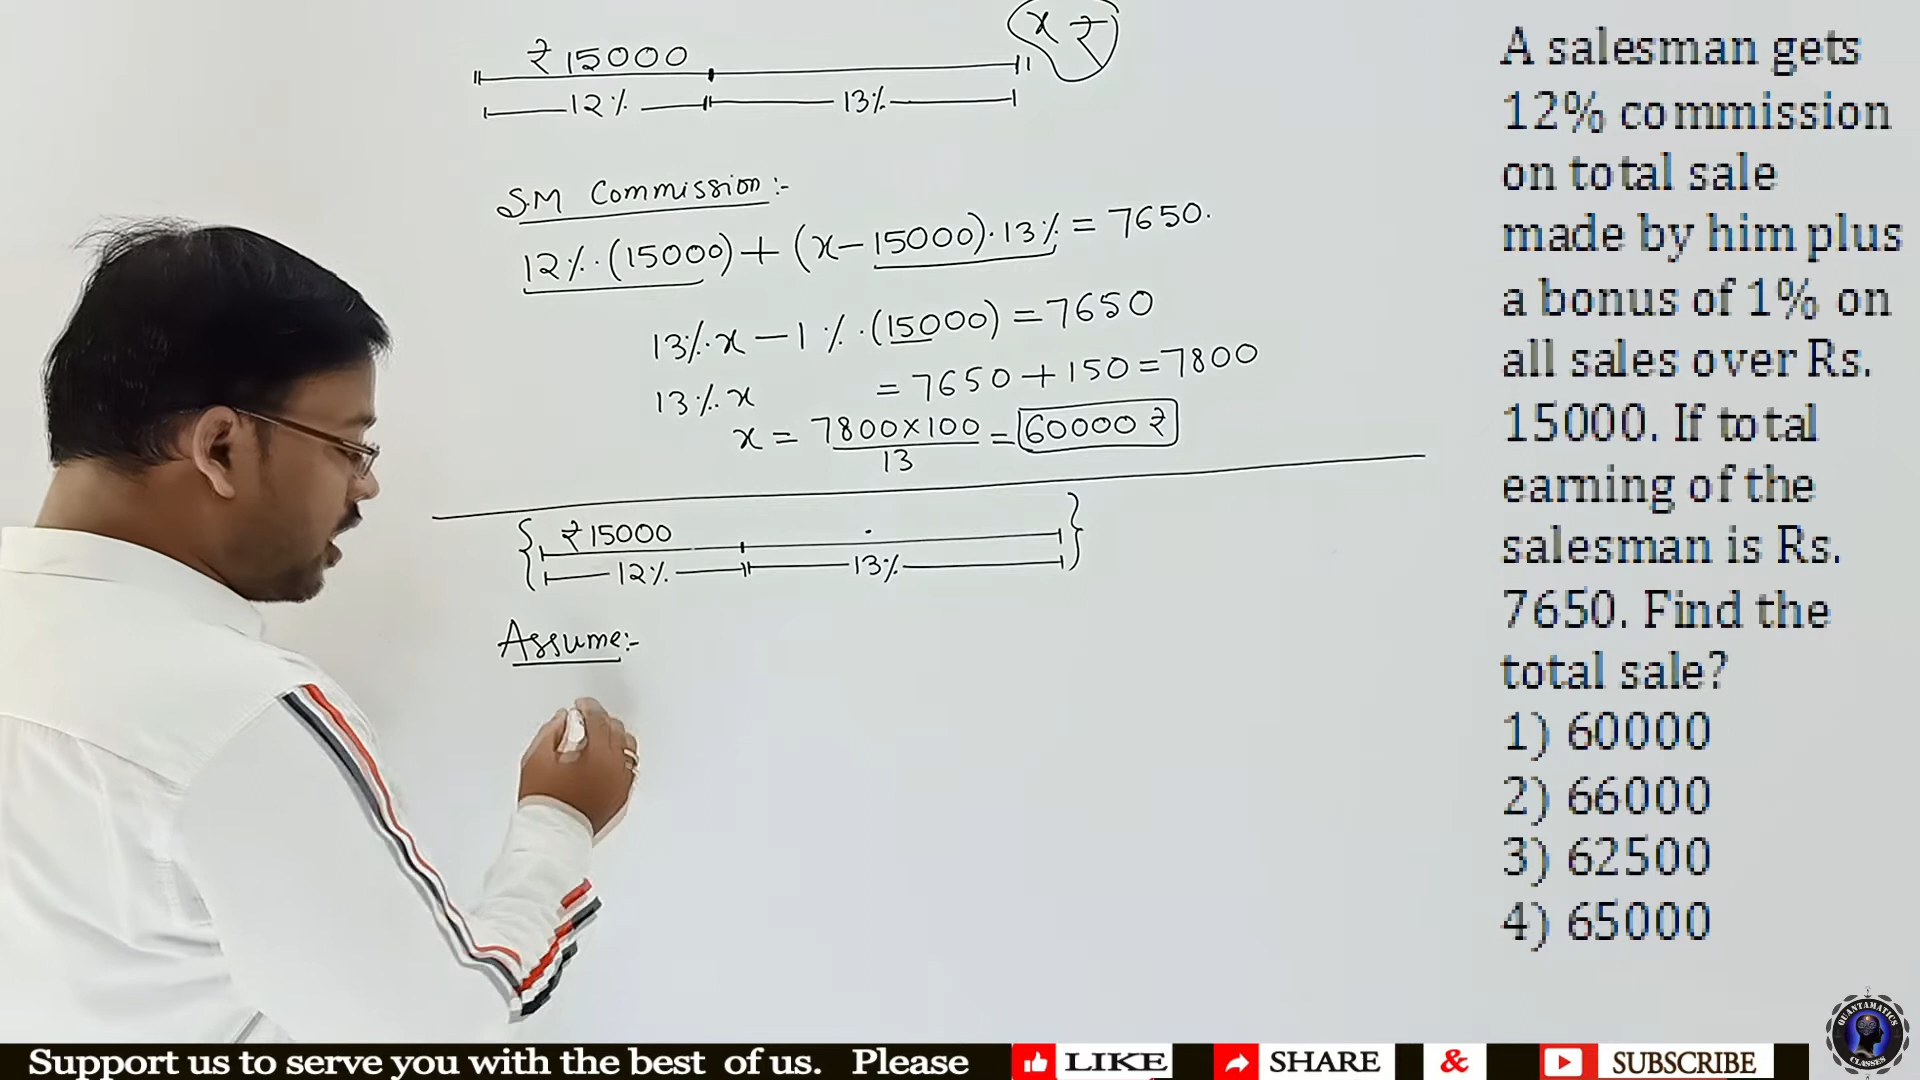 x ₹
₹ 15000
12% 13%
S.M Commission :-
12% · (15000) + (x − 15000) · 13% = 7650.
13% · x − 1 % · (15000) = 7650
13% x = 7650 + 150 = 7800
x = 7800 × 100 / 13 = 60000 ₹
₹ 15000
12% 13%
Assume:-
A salesman gets
12% commission
on total sale
made by him plus
a bonus of 1% on
all sales over Rs.
15000. If total
earning of the
salesman is Rs.
7650. Find the
total sale?
1) 60000
2) 66000
3) 62500
4) 65000
QUANTAMATICS
CLASSES
Support us to serve you with the best of us. Please LIKE SHARE & SUBSCRIBE